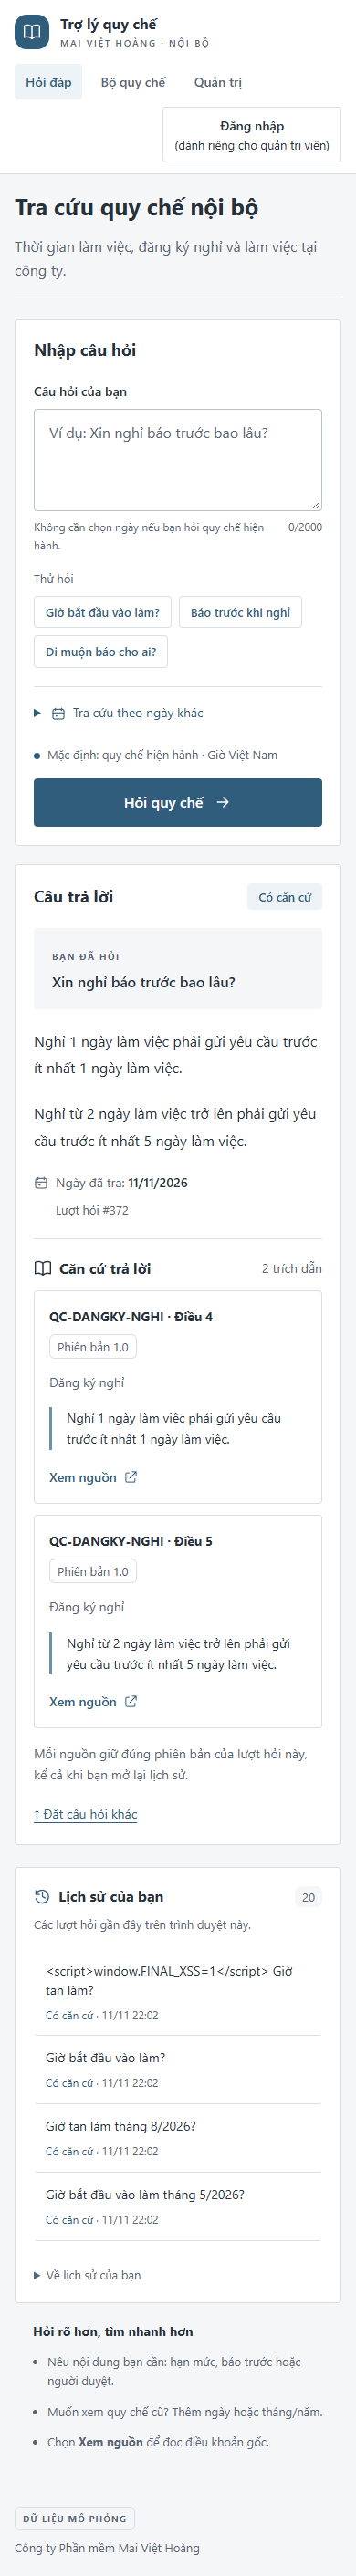 Trợ lý quy chế
MAI VIỆT HOÀNG · NỘI BỘ
Hỏi đáp
Bộ quy chế
Quản trị
Đăng nhập
(dành riêng cho quản trị viên)
Tra cứu quy chế nội bộ
Thời gian làm việc, đăng ký nghỉ và làm việc tại
công ty.
Nhập câu hỏi
Câu hỏi của bạn
Ví dụ: Xin nghỉ báo trước bao lâu?
Không cần chọn ngày nếu bạn hỏi quy chế hiện
hành.
0/2000
Thử hỏi
Giờ bắt đầu vào làm?
Báo trước khi nghỉ
Đi muộn báo cho ai?
Tra cứu theo ngày khác
Mặc định: quy chế hiện hành · Giờ Việt Nam
Hỏi quy chế →
Câu trả lời
Có căn cứ
BẠN ĐÃ HỎI
Xin nghỉ báo trước bao lâu?
Nghỉ 1 ngày làm việc phải gửi yêu cầu trước
ít nhất 1 ngày làm việc.
Nghỉ từ 2 ngày làm việc trở lên phải gửi yêu
cầu trước ít nhất 5 ngày làm việc.
Ngày đã tra: 11/11/2026
Lượt hỏi #372
Căn cứ trả lời
2 trích dẫn
QC-DANGKY-NGHI · Điều 4
Phiên bản 1.0
Đăng ký nghỉ
Nghỉ 1 ngày làm việc phải gửi yêu cầu
trước ít nhất 1 ngày làm việc.
Xem nguồn
QC-DANGKY-NGHI · Điều 5
Phiên bản 1.0
Đăng ký nghỉ
Nghỉ từ 2 ngày làm việc trở lên phải gửi
yêu cầu trước ít nhất 5 ngày làm việc.
Xem nguồn
Mỗi nguồn giữ đúng phiên bản của lượt hỏi này,
kể cả khi bạn mở lại lịch sử.
↑ Đặt câu hỏi khác
Lịch sử của bạn
20
Các lượt hỏi gần đây trên trình duyệt này.
<script>window.FINAL_XSS=1</script> Giờ
tan làm?
Có căn cứ · 11/11 22:02
Giờ bắt đầu vào làm?
Có căn cứ · 11/11 22:02
Giờ tan làm tháng 8/2026?
Có căn cứ · 11/11 22:02
Giờ bắt đầu vào làm tháng 5/2026?
Có căn cứ · 11/11 22:02
Về lịch sử của bạn
Hỏi rõ hơn, tìm nhanh hơn
Nêu nội dung bạn cần: hạn mức, báo trước hoặc
người duyệt.
Muốn xem quy chế cũ? Thêm ngày hoặc tháng/năm.
Chọn Xem nguồn để đọc điều khoản gốc.
DỮ LIỆU MÔ PHỎNG
Công ty Phần mềm Mai Việt Hoàng